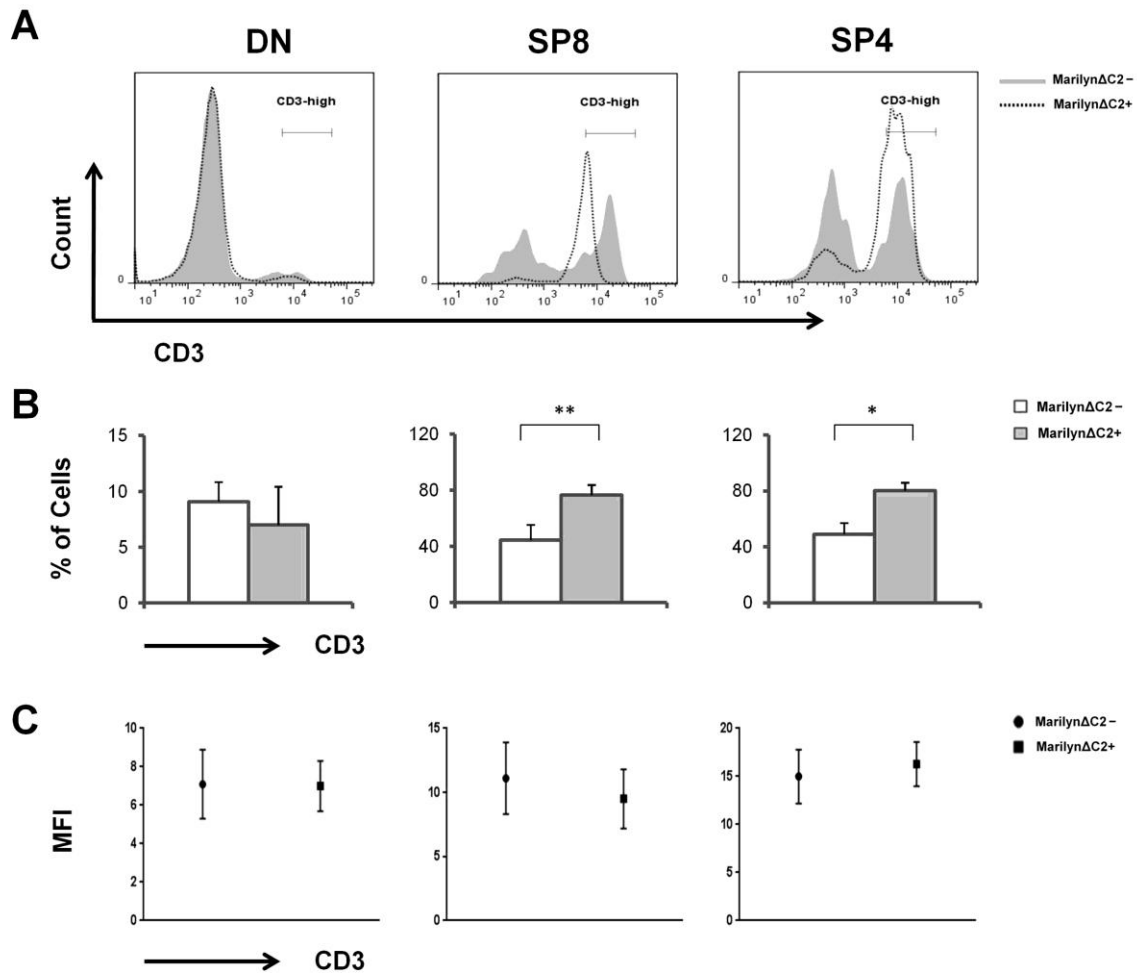 A
DN
SP8
SP4
CD3-high
CD3-high
CD3-high
MarilynΔC2−
MarilynΔC2+
Count
0
0
0
10¹ 10² 10³ 10⁴ 10⁵
10¹ 10² 10³ 10⁴ 10⁵
10¹ 10² 10³ 10⁴ 10⁵
CD3
B
% of Cells
15
10
5
0
**
120
80
40
0
*
120
80
40
0
MarilynΔC2−
MarilynΔC2+
CD3
C
MFI
10
8
6
4
2
0
15
10
5
0
20
15
10
5
0
MarilynΔC2−
MarilynΔC2+
CD3